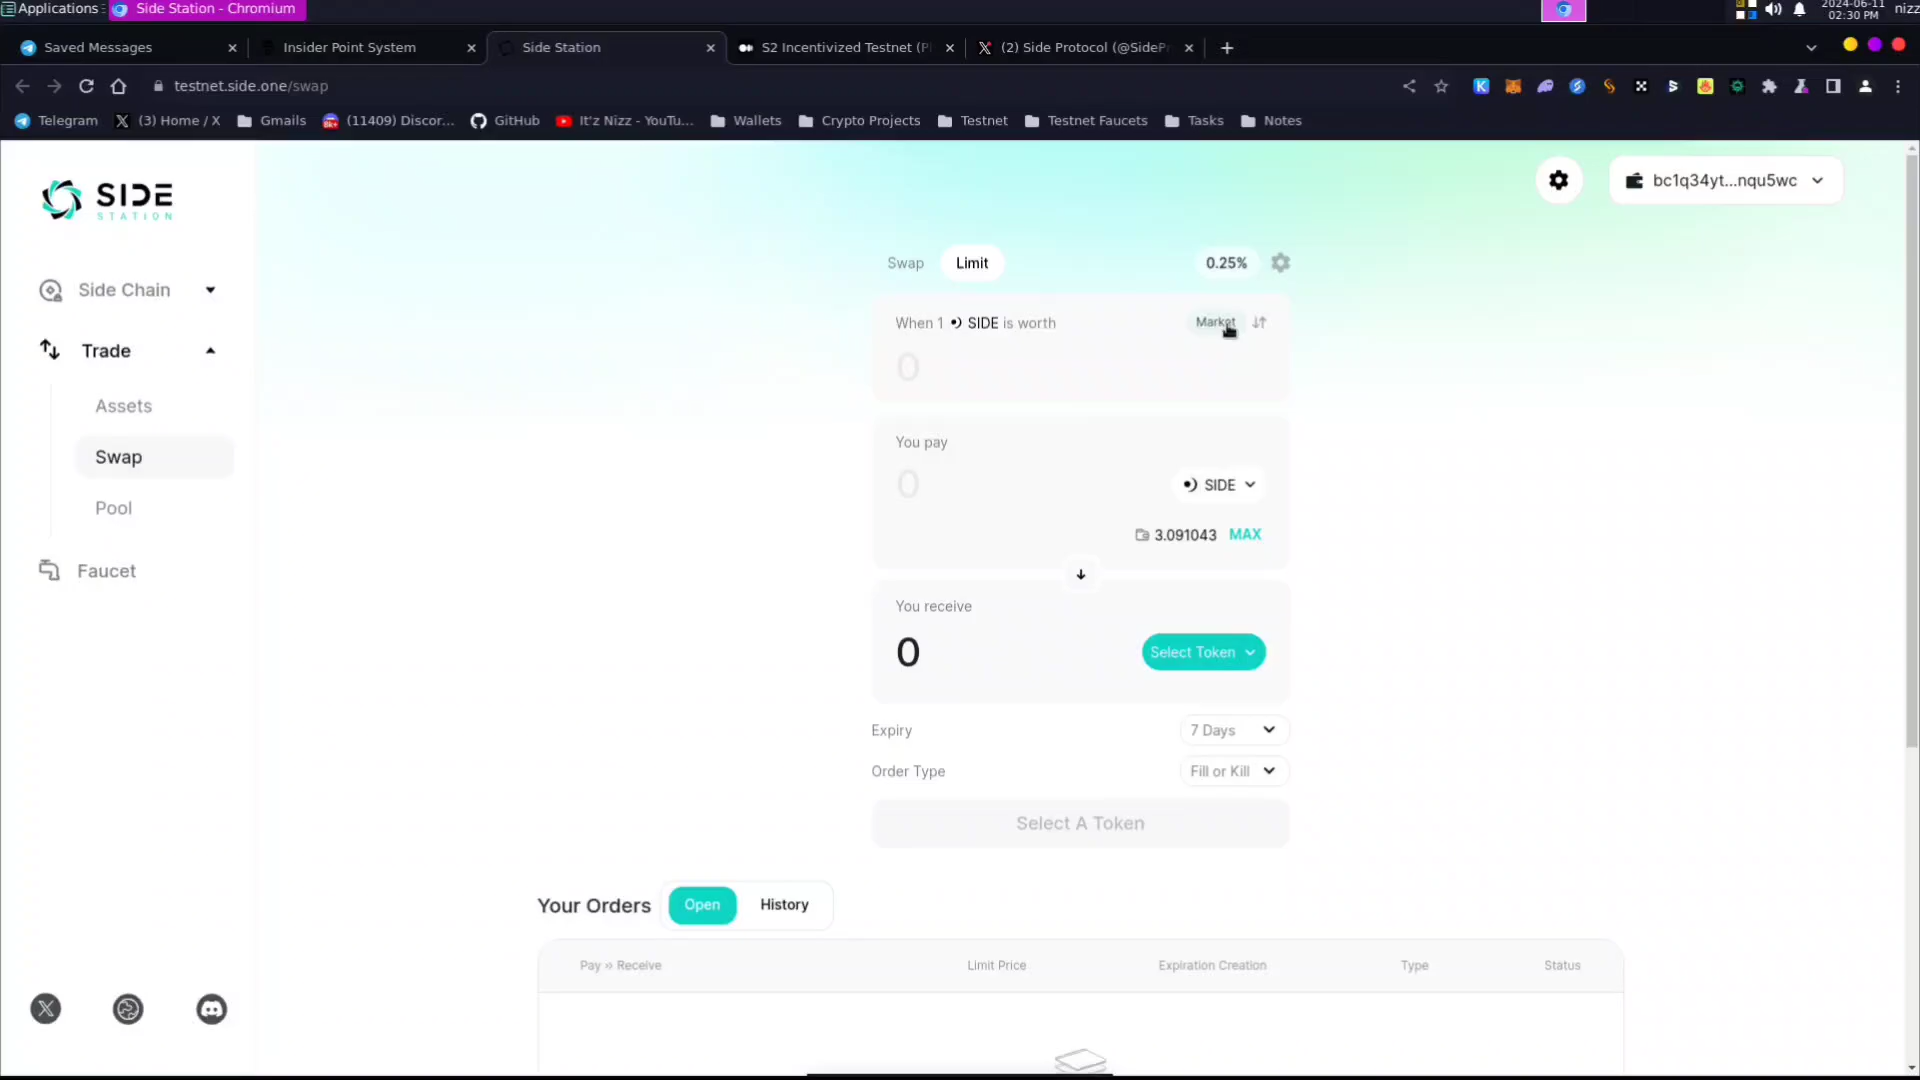 Applications
Side Station - Chromium
2024-06-11
02:30 PM
nizz
Saved Messages
Insider Point System
Side Station
S2 Incentivized Testnet (P
(2) Side Protocol (@SidePr
testnet.side.one/swap
Telegram
(3) Home / X
Gmails
(11409) Discor...
GitHub
It'z Nizz - YouTu...
Wallets
Crypto Projects
Testnet
Testnet Faucets
Tasks
Notes
SIDE
STATION
bc1q34yt...nqu5wc
Side Chain
Trade
Assets
Swap
Pool
Faucet
Swap
Limit
0.25%
When 1 SIDE is worth
Market
0
You pay
0
SIDE
3.091043 MAX
You receive
0
Select Token
Expiry
7 Days
Order Type
Fill or Kill
Select A Token
Your Orders
Open
History
Pay » Receive
Limit Price
Expiration Creation
Type
Status